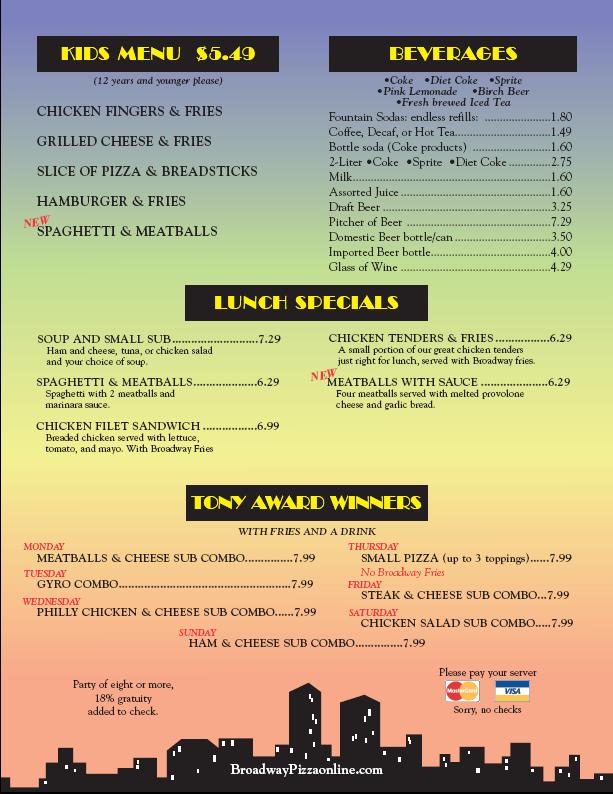 KIDS MENU $5.49
(12 years and younger please)
CHICKEN FINGERS & FRIES
GRILLED CHEESE & FRIES
SLICE OF PIZZA & BREADSTICKS
HAMBURGER & FRIES
NEW
SPAGHETTI & MEATBALLS
BEVERAGES
•Coke •Diet Coke •Sprite
•Pink Lemonade •Birch Beer
•Fresh brewed Iced Tea
Fountain Sodas: endless refills: ...................1.80
Coffee, Decaf, or Hot Tea...........................1.49
Bottle soda (Coke products) ........................1.60
2-Liter •Coke •Sprite •Diet Coke ............2.75
Milk..............................................................1.60
Assorted Juice ..............................................1.60
Draft Beer ....................................................3.25
Pitcher of Beer .............................................7.29
Domestic Beer bottle/can .............................3.50
Imported Beer bottle.....................................4.00
Glass of Wine ..............................................4.29
LUNCH SPECIALS
SOUP AND SMALL SUB...........................7.29
Ham and cheese, tuna, or chicken salad
and your choice of soup.
SPAGHETTI & MEATBALLS....................6.29
Spaghetti with 2 meatballs and
marinara sauce.
CHICKEN FILET SANDWICH .................6.99
Breaded chicken served with lettuce,
tomato, and mayo. With Broadway Fries
CHICKEN TENDERS & FRIES .................6.29
A small portion of our great chicken tenders
just right for lunch, served with Broadway fries.
NEW
MEATBALLS WITH SAUCE .....................6.29
Four meatballs served with melted provolone
cheese and garlic bread.
TONY AWARD WINNERS
WITH FRIES AND A DRINK
MONDAY
MEATBALLS & CHEESE SUB COMBO...............7.99
TUESDAY
GYRO COMBO......................................................7.99
WEDNESDAY
PHILLY CHICKEN & CHEESE SUB COMBO......7.99
THURSDAY
SMALL PIZZA (up to 3 toppings)......7.99
No Broadway Fries
FRIDAY
STEAK & CHEESE SUB COMBO...7.99
SATURDAY
CHICKEN SALAD SUB COMBO.....7.99
SUNDAY
HAM & CHEESE SUB COMBO...............7.99
Party of eight or more,
18% gratuity
added to check.
Please pay your server
MasterCard VISA
Sorry, no checks
BroadwayPizzaonline.com